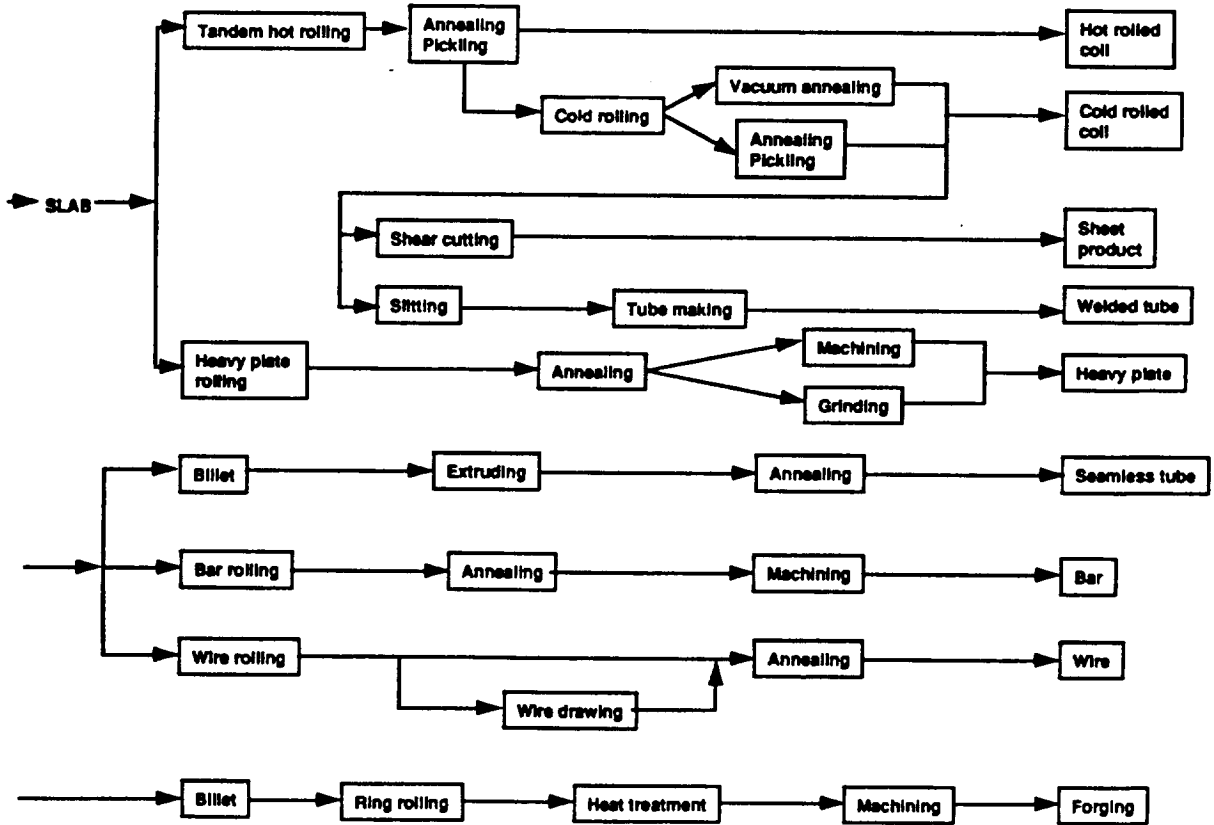 Tandem hot rolling
Annealing
Pickling
Hot rolled
coil
Cold rolling
Vacuum annealing
Annealing
Pickling
Cold rolled
coil
SLAB
Shear cutting
Sheet
product
Slitting
Tube making
Welded tube
Heavy plate
rolling
Annealing
Machining
Grinding
Heavy plate
Billet
Extruding
Annealing
Seamless tube
Bar rolling
Annealing
Machining
Bar
Wire rolling
Wire drawing
Annealing
Wire
Billet
Ring rolling
Heat treatment
Machining
Forging